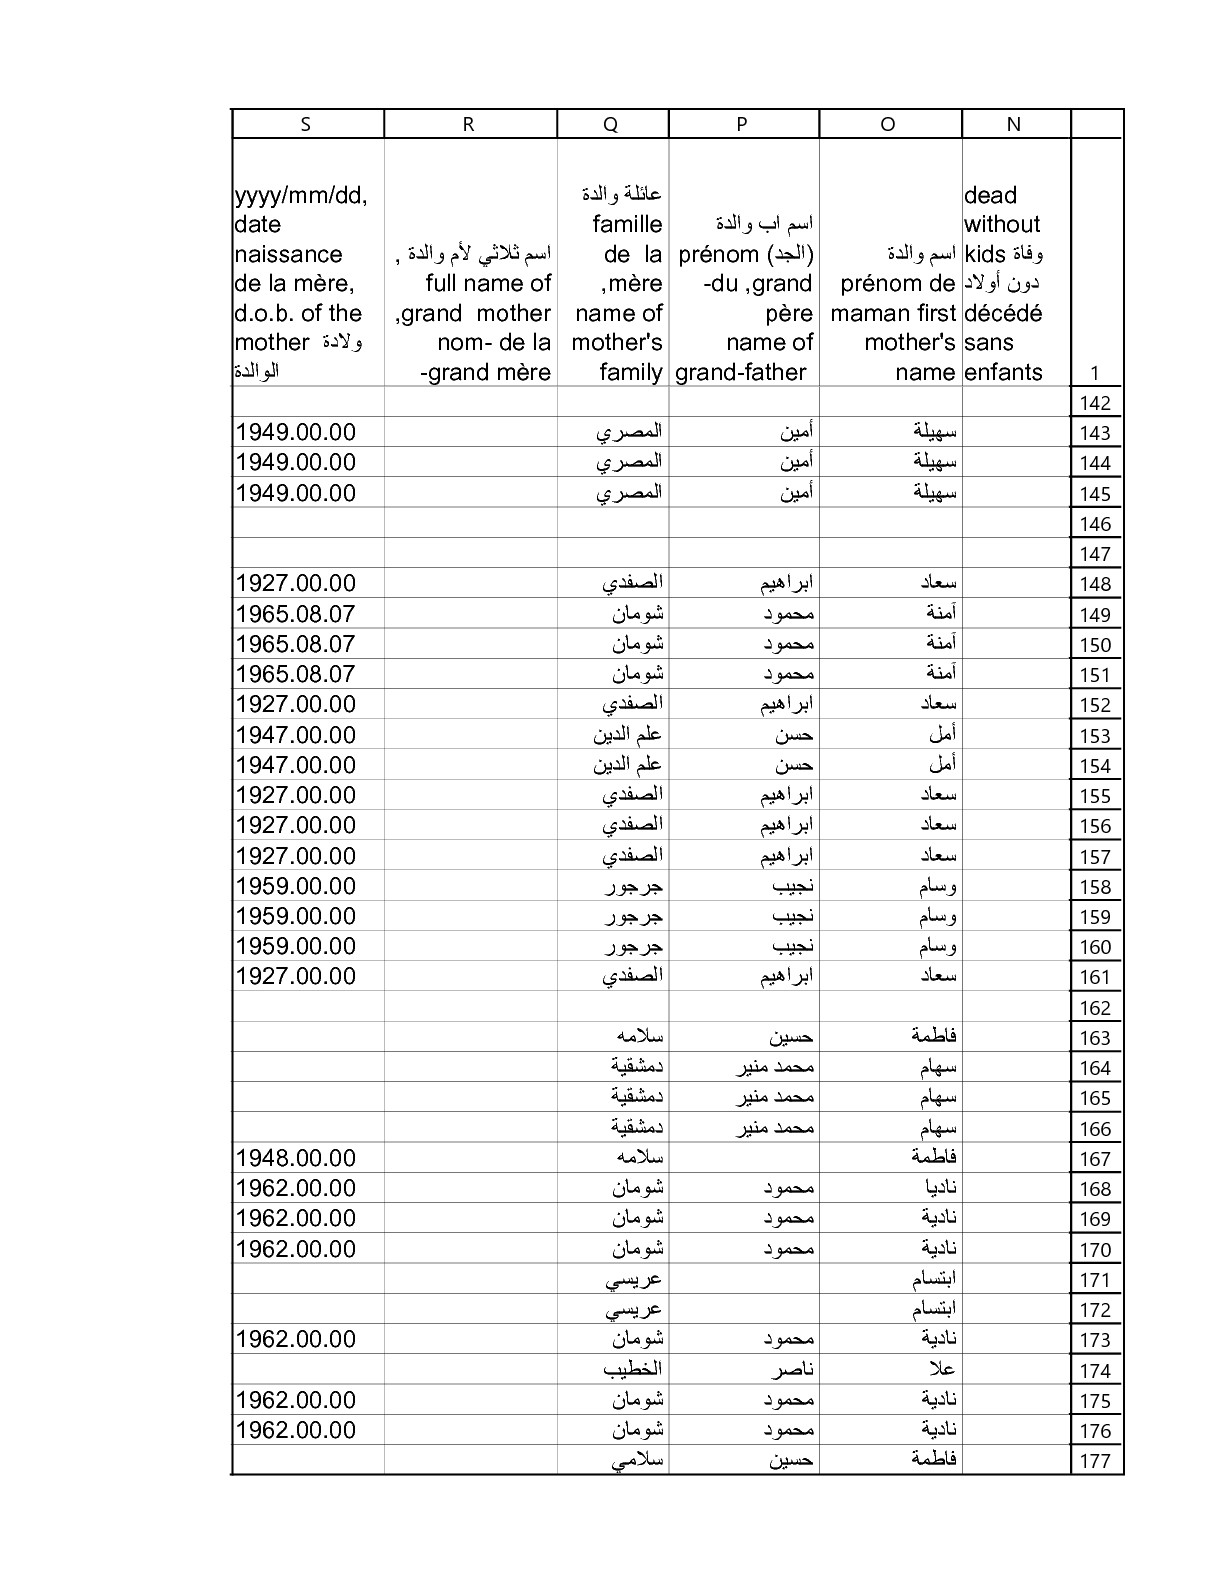 S R Q P O N
yyyy/mm/dd, date naissance de la mère, d.o.b. of the mother ولادة الوالدة
اسم ثلاثي لأم والدة , full name of grand mother, nom- de la grand mère-
عائلة والدة famille de la mère, name of mother's family
اسم اب والدة (الجد) prénom du- ,grand père name of grand-father
اسم والدة prénom de maman first mother's name
dead without kids وفاة دون أولاد décédé sans enfants
1
142
1949.00.00 المصري أمين سهيلة 143
1949.00.00 المصري أمين سهيلة 144
1949.00.00 المصري أمين سهيلة 145
146
147
1927.00.00 الصفدي ابراهيم سعاد 148
1965.08.07 شومان محمود آمنة 149
1965.08.07 شومان محمود آمنة 150
1965.08.07 شومان محمود آمنة 151
1927.00.00 الصفدي ابراهيم سعاد 152
1947.00.00 علم الدين حسن أمل 153
1947.00.00 علم الدين حسن أمل 154
1927.00.00 الصفدي ابراهيم سعاد 155
1927.00.00 الصفدي ابراهيم سعاد 156
1927.00.00 الصفدي ابراهيم سعاد 157
1959.00.00 جرجور نجيب وسام 158
1959.00.00 جرجور نجيب وسام 159
1959.00.00 جرجور نجيب وسام 160
1927.00.00 الصفدي ابراهيم سعاد 161
162
سلامه حسين فاطمة 163
دمشقية محمد منير سهام 164
دمشقية محمد منير سهام 165
دمشقية محمد منير سهام 166
1948.00.00 سلامه فاطمة 167
1962.00.00 شومان محمود ناديا 168
1962.00.00 شومان محمود نادية 169
1962.00.00 شومان محمود نادية 170
عريسي ابتسام 171
عريسي ابتسام 172
1962.00.00 شومان محمود نادية 173
الخطيب ناصر علا 174
1962.00.00 شومان محمود نادية 175
1962.00.00 شومان محمود نادية 176
سلامي حسين فاطمة 177